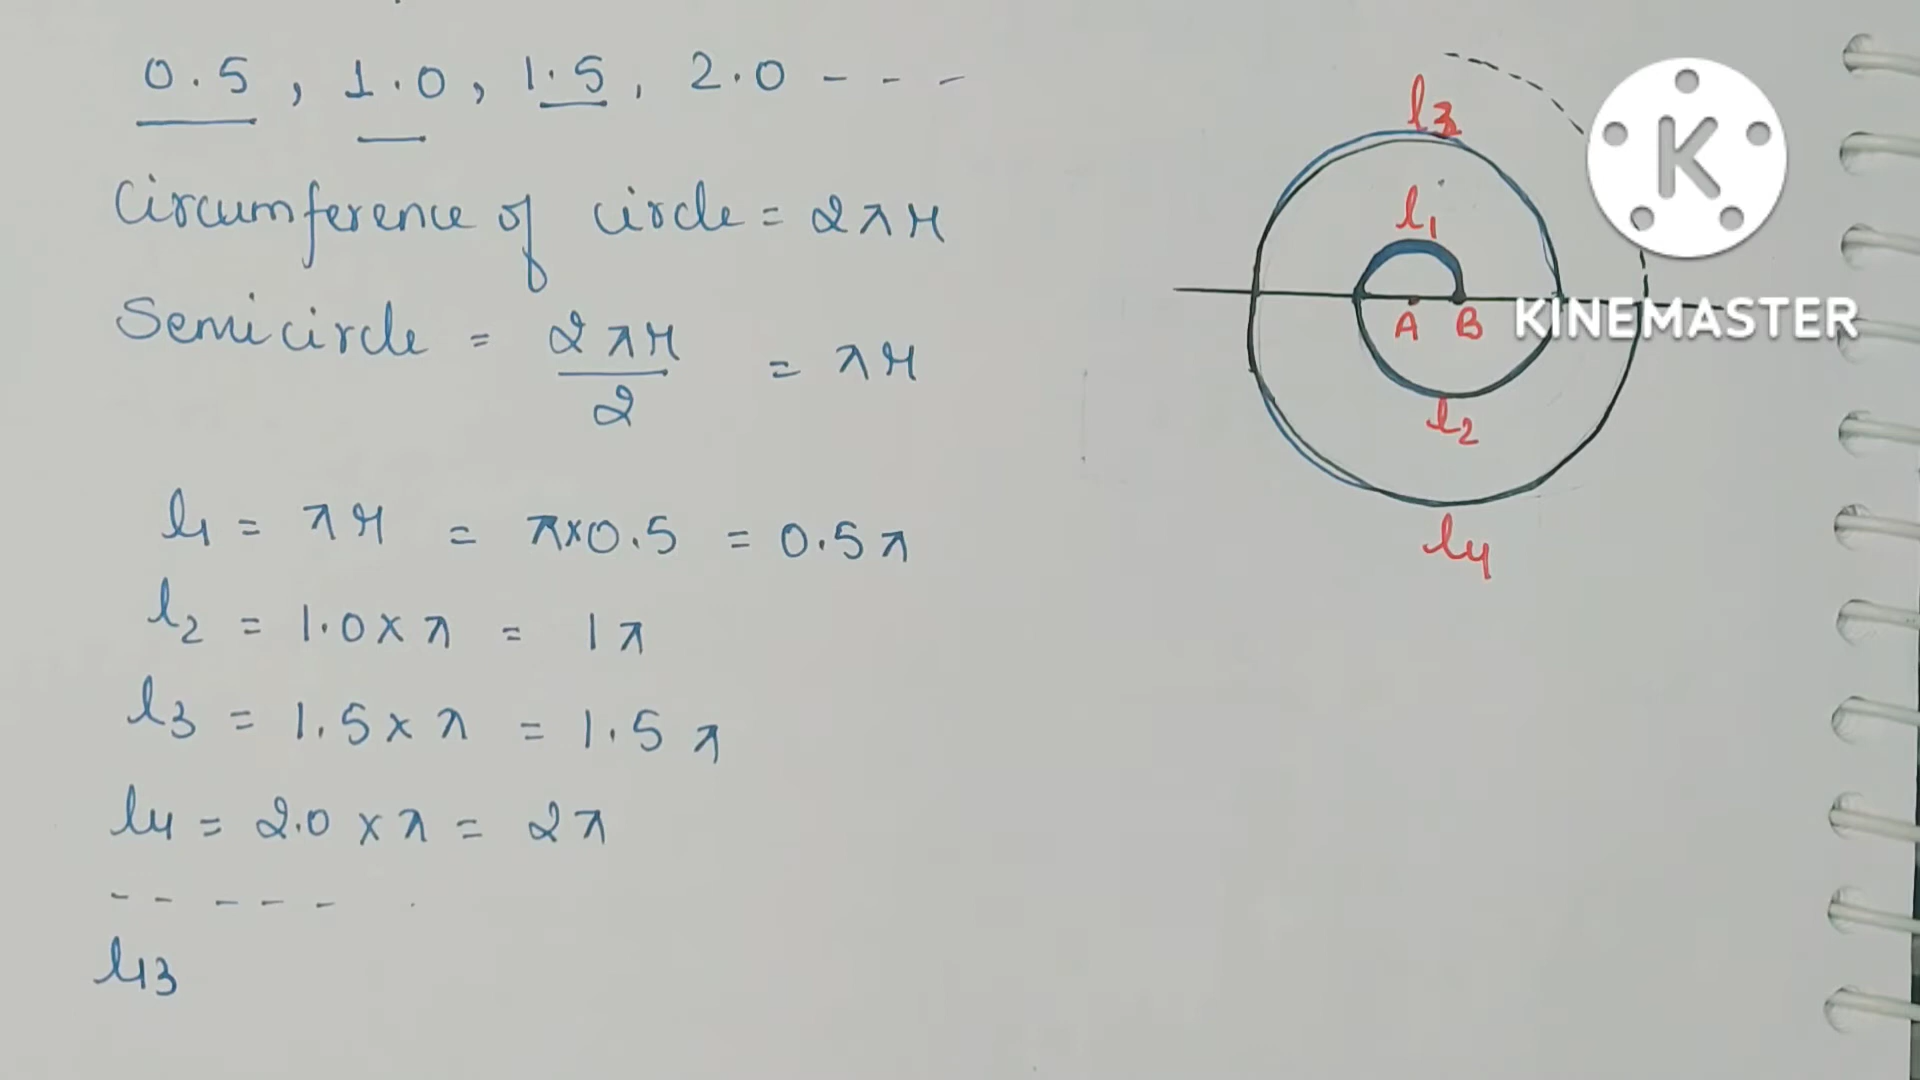 0.5, 1.0, 1.5, 2.0 - - -
Circumference of circle = 2πr
Semicircle = 2πr/2 = πr
l1 = πr = π×0.5 = 0.5π
l2 = 1.0×π = 1π
l3 = 1.5×π = 1.5π
l4 = 2.0×π = 2π
- - - - -
l13
l3
l1
A B
l2
l4
K
KINEMASTER